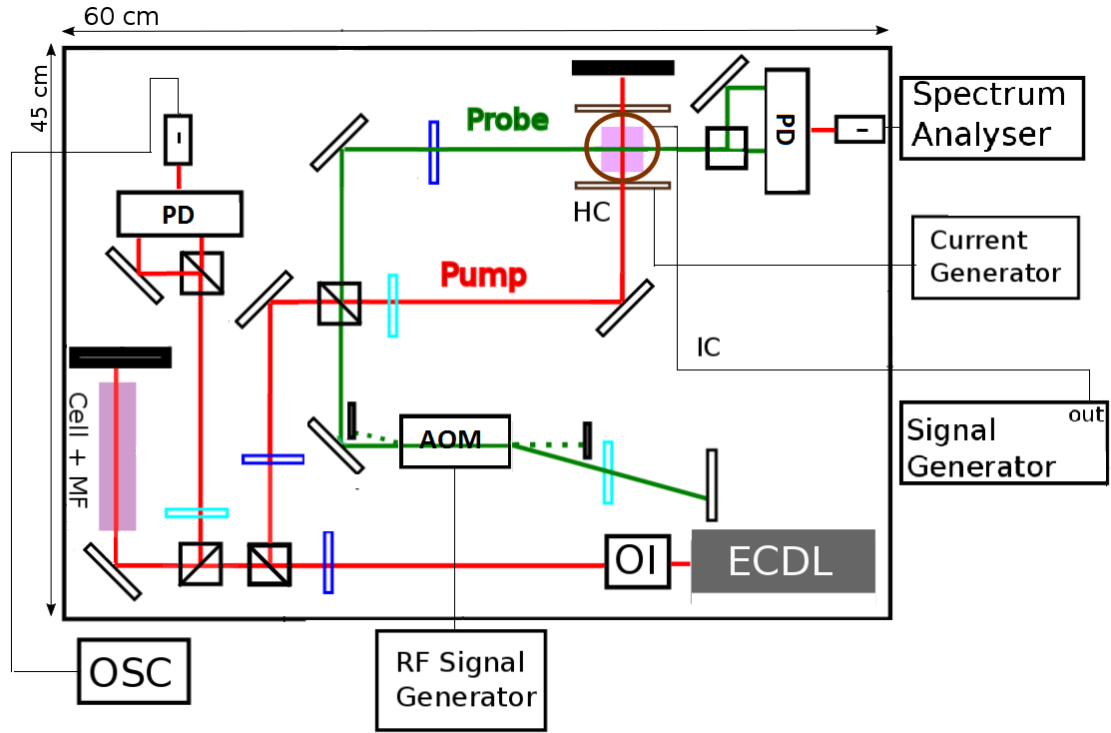 60 cm
45 cm
Probe
PD
Spectrum
Analyser
PD
HC
Current
Generator
Pump
IC
Cell + MF
AOM
out
Signal
Generator
OI
ECDL
OSC
RF Signal
Generator